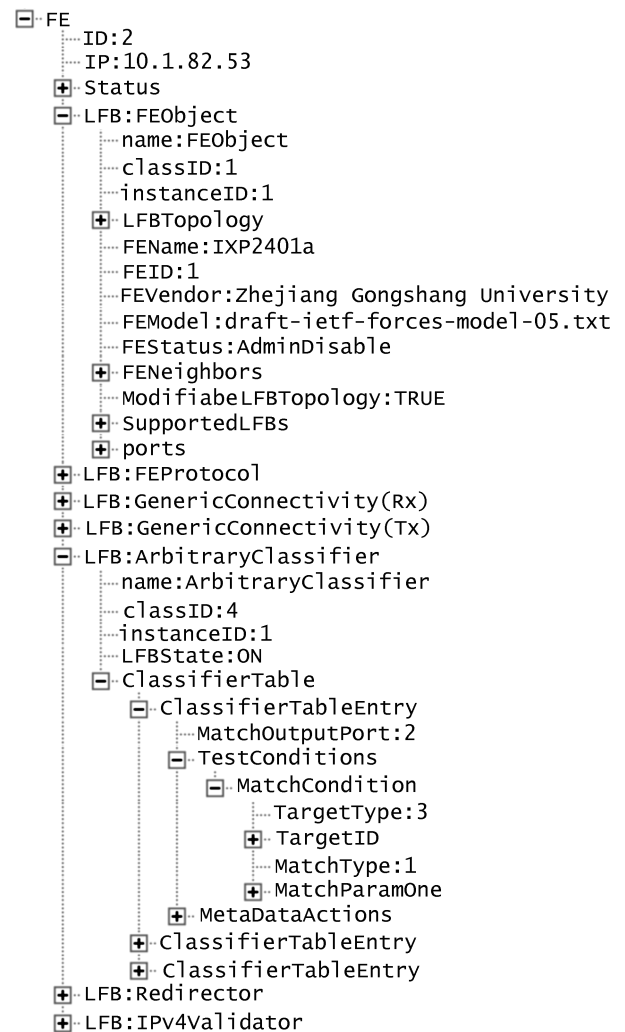 FE
ID:2
IP:10.1.82.53
Status
LFB:FEObject
name:FEObject
classID:1
instanceID:1
LFBTopology
FEName:IXP2401a
FEID:1
FEVendor:Zhejiang Gongshang University
FEModel:draft-ietf-forces-model-05.txt
FEStatus:AdminDisable
FENeighbors
ModifiabeLFBTopology:TRUE
SupportedLFBs
ports
LFB:FEProtocol
LFB:GenericConnectivity(Rx)
LFB:GenericConnectivity(Tx)
LFB:ArbitraryClassifier
name:ArbitraryClassifier
classID:4
instanceID:1
LFBState:ON
ClassifierTable
ClassifierTableEntry
MatchOutputPort:2
TestConditions
MatchCondition
TargetType:3
TargetID
MatchType:1
MatchParamOne
MetaDataActions
ClassifierTableEntry
ClassifierTableEntry
LFB:Redirector
LFB:IPv4Validator